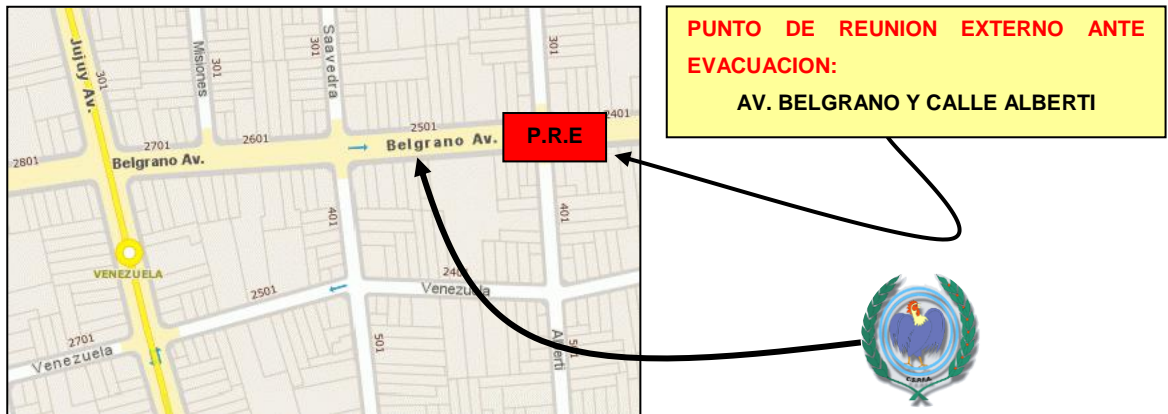 PUNTO DE REUNION EXTERNO ANTE
EVACUACION:
AV. BELGRANO Y CALLE ALBERTI
Jujuy Av.
301
Misiones
301
Saavedra
301
301
2801
2701
2601
2501
2401
Belgrano Av.
Belgrano Av.
P.R.E
401
401
VENEZUELA
2501
2401
Venezuela
2701
Venezuela
501
Alberti
501